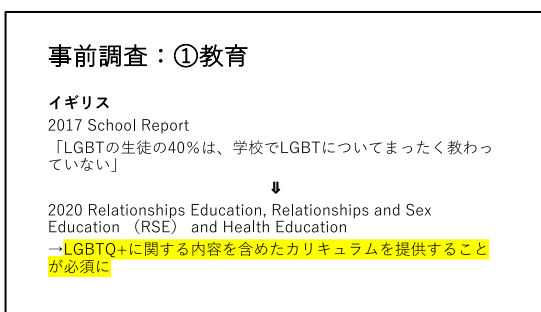 事前調査：①教育
イギリス
2017 School Report
「LGBTの生徒の40％は、学校でLGBTについてまったく教わっ
ていない」
⇓
2020 Relationships Education, Relationships and Sex
Education （RSE） and Health Education
→LGBTQ+に関する内容を含めたカリキュラムを提供すること
が必須に